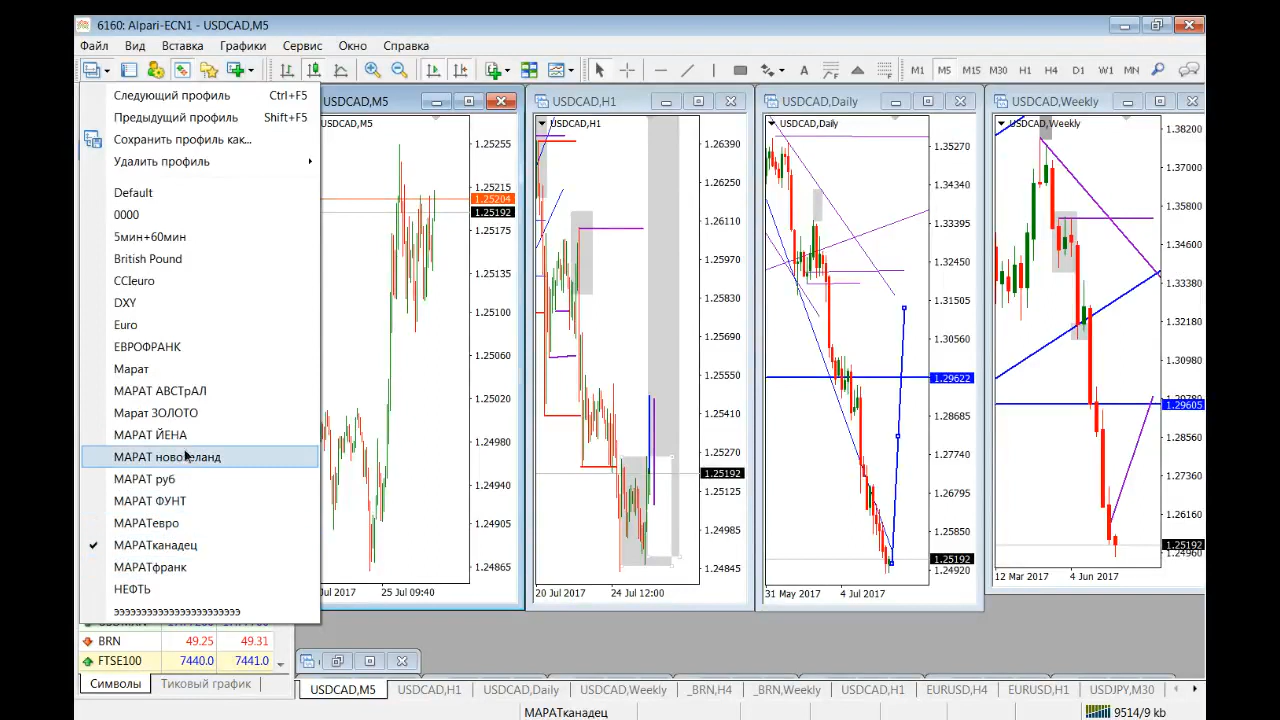 6160: Alpari-ECN1 - USDCAD,M5
Файл Вид Вставка Графики Сервис Окно Справка
A M1 M5 M15 M30 H1 H4 D1 W1 MN
Следующий профиль Ctrl+F5
Предыдущий профиль Shift+F5
Сохранить профиль как...
Удалить профиль
Default
0000
5мин+60мин
British Pound
CCIeuro
DXY
Euro
ЕВРОФРАНК
Марат
МАРАТ АВСТрАЛ
Марат ЗОЛОТО
МАРАТ ЙЕНА
МАРАТ руб
МАРАТ ФУНТ
МАРАТевро
МАРАТканадец
МАРАТфранк
НЕФТЬ
BRN 49.25 49.31
FTSE100 7440.0 7441.0
Символы Тиковый график
USDCAD,M5
USDCAD,M5
1.25255
1.25215
1.25204
1.25192
1.25175
1.25135
1.25100
1.25060
1.25020
1.24980
1.24940
1.24905
1.24865
Jul 2017 25 Jul 09:40
USDCAD,H1
USDCAD,H1
1.26390
1.26250
1.26110
1.25970
1.25830
1.25690
1.25550
1.25410
1.25270
1.25192
1.25125
1.24985
1.24845
20 Jul 2017 24 Jul 12:00
USDCAD,Daily
USDCAD,Daily
1.35270
1.34340
1.33395
1.32450
1.31505
1.30560
1.29622
1.28685
1.27740
1.26795
1.25850
1.25192
1.24920
31 May 2017 4 Jul 2017
USDCAD,Weekly
USDCAD,Weekly
1.38200
1.37000
1.35800
1.34600
1.33380
1.32180
1.30980
1.29605
1.28560
1.27360
1.26160
1.25192
1.24960
12 Mar 2017 4 Jun 2017
USDCAD,M5 USDCAD,H1 USDCAD,Daily USDCAD,Weekly _BRN,H4 _BRN,Weekly USDCAD,H1 EURUSD,H4 EURUSD,H1 USDJPY,M30
МАРАТканадец 9514/9 kb